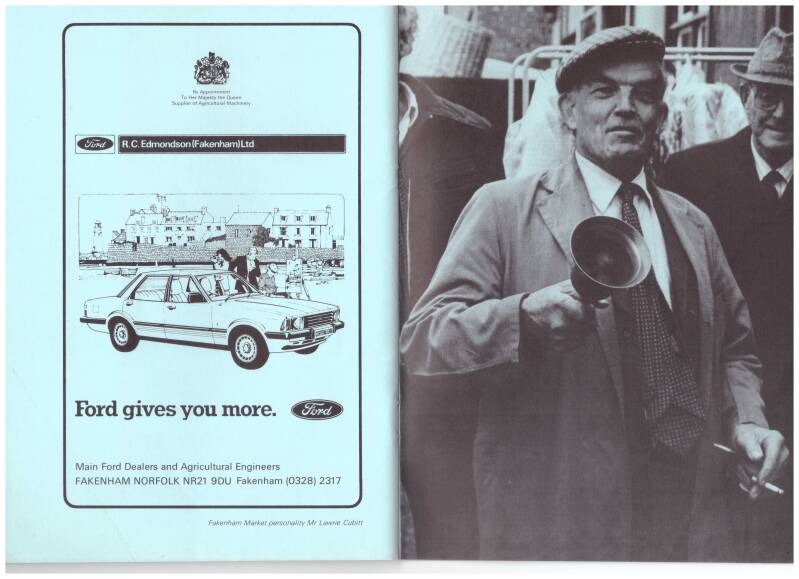 By Appointment
To Her Majesty the Queen
Supplier of Agricultural Machinery
Ford R.C. Edmondson (Fakenham) Ltd
Ford gives you more. Ford
Main Ford Dealers and Agricultural Engineers
FAKENHAM NORFOLK NR21 9DU Fakenham (0328) 2317
Fakenham Market personality Mr Lawrie Cubitt